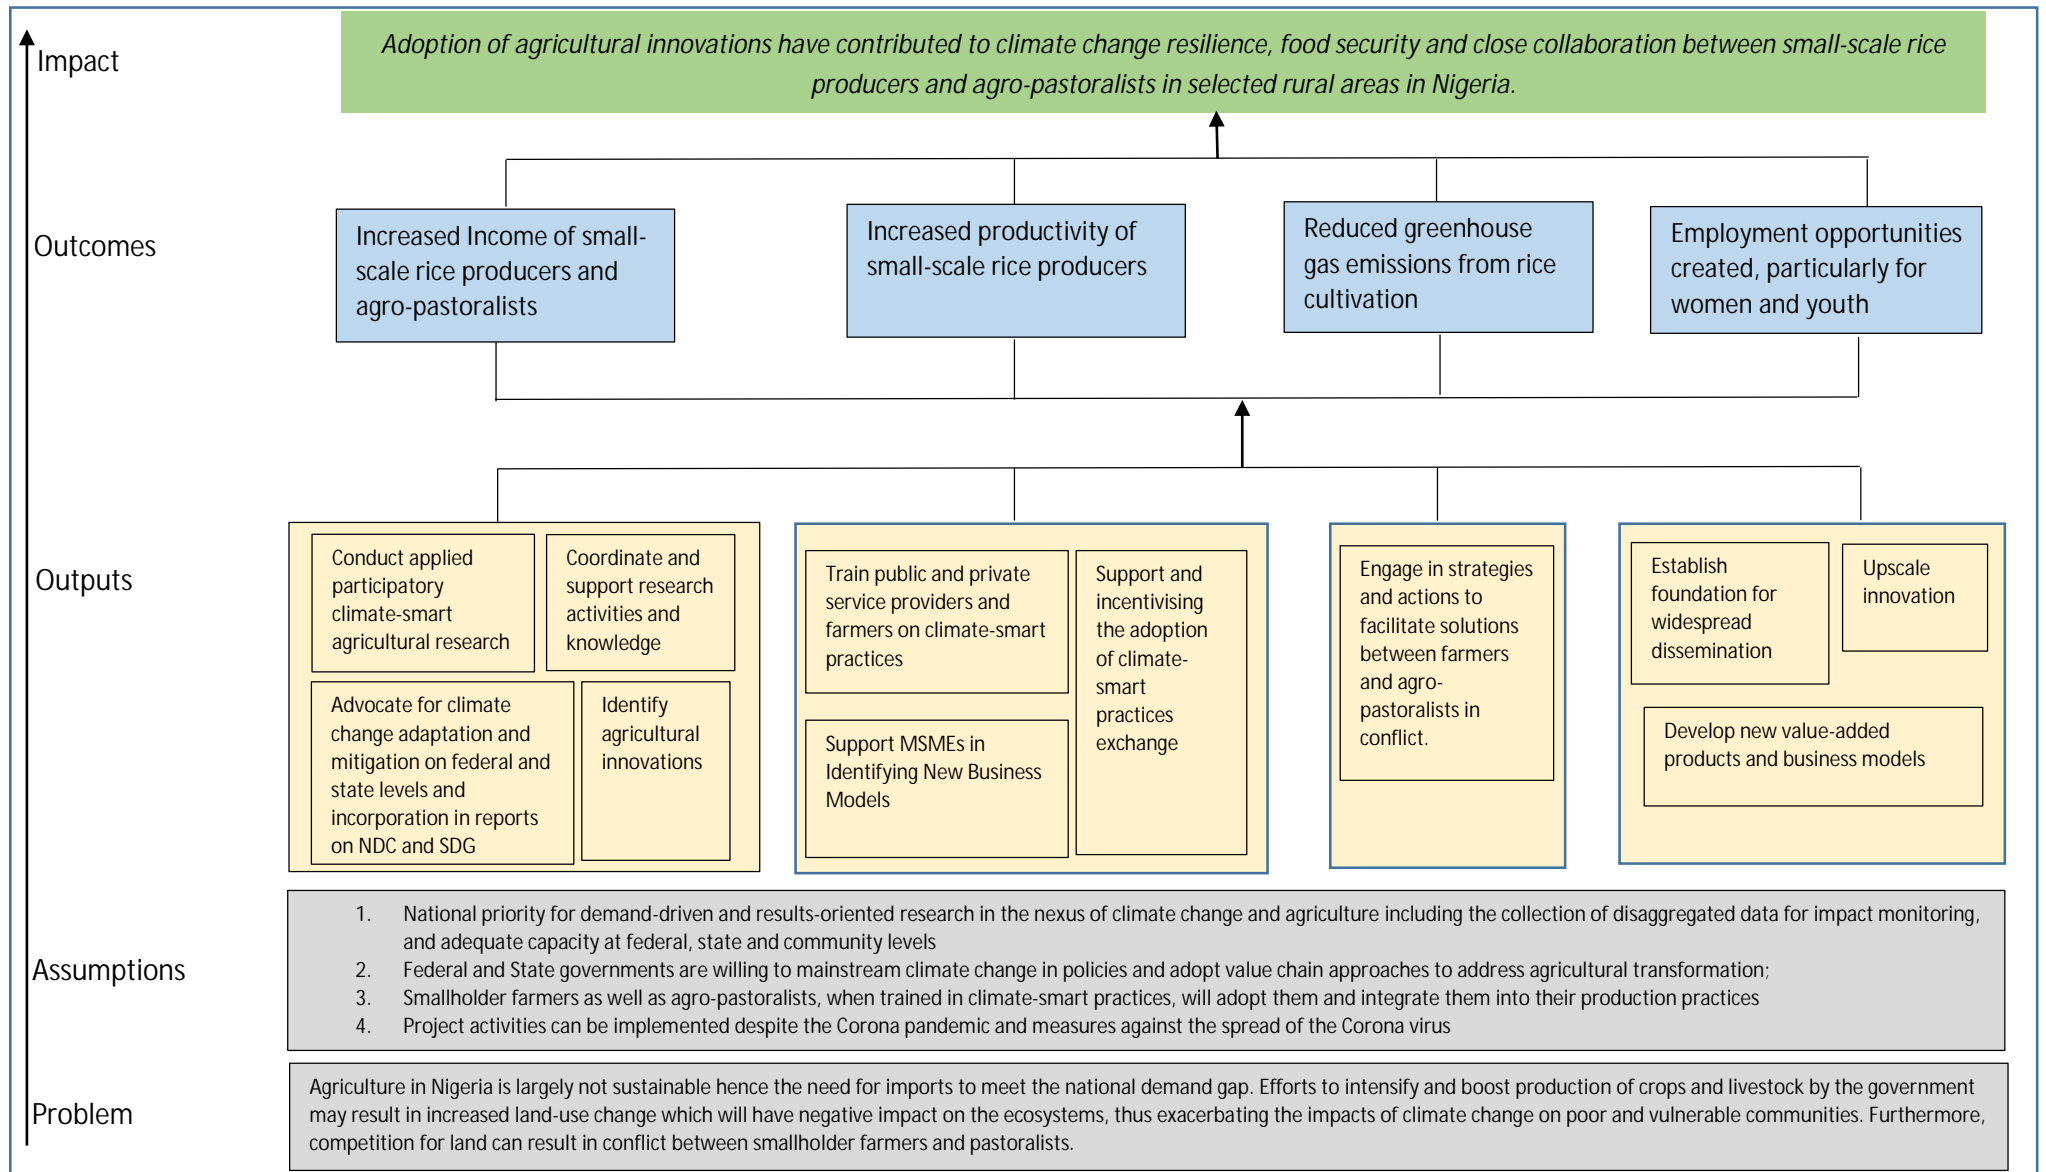 Impact
Adoption of agricultural innovations have contributed to climate change resilience, food security and close collaboration between small-scale rice
producers and agro-pastoralists in selected rural areas in Nigeria.
Outcomes
Increased Income of small-
scale rice producers and
agro-pastoralists
Increased productivity of
small-scale rice producers
Reduced greenhouse
gas emissions from rice
cultivation
Employment opportunities
created, particularly for
women and youth
Outputs
Conduct applied
participatory
climate-smart
agricultural research
Coordinate and
support research
activities and
knowledge
Advocate for climate
change adaptation and
mitigation on federal and
state levels and
incorporation in reports
on NDC and SDG
Identify
agricultural
innovations
Train public and private
service providers and
farmers on climate-smart
practices
Support MSMEs in
Identifying New Business
Models
Support and
incentivising
the adoption
of climate-
smart
practices
exchange
Engage in strategies
and actions to
facilitate solutions
between farmers
and agro-
pastoralists in
conflict.
Establish
foundation for
widespread
dissemination
Upscale
innovation
Develop new value-added
products and business models
Assumptions
1. National priority for demand-driven and results-oriented research in the nexus of climate change and agriculture including the collection of disaggregated data for impact monitoring,
and adequate capacity at federal, state and community levels
2. Federal and State governments are willing to mainstream climate change in policies and adopt value chain approaches to address agricultural transformation;
3. Smallholder farmers as well as agro-pastoralists, when trained in climate-smart practices, will adopt them and integrate them into their production practices
4. Project activities can be implemented despite the Corona pandemic and measures against the spread of the Corona virus
Problem
Agriculture in Nigeria is largely not sustainable hence the need for imports to meet the national demand gap. Efforts to intensify and boost production of crops and livestock by the government
may result in increased land-use change which will have negative impact on the ecosystems, thus exacerbating the impacts of climate change on poor and vulnerable communities. Furthermore,
competition for land can result in conflict between smallholder farmers and pastoralists.